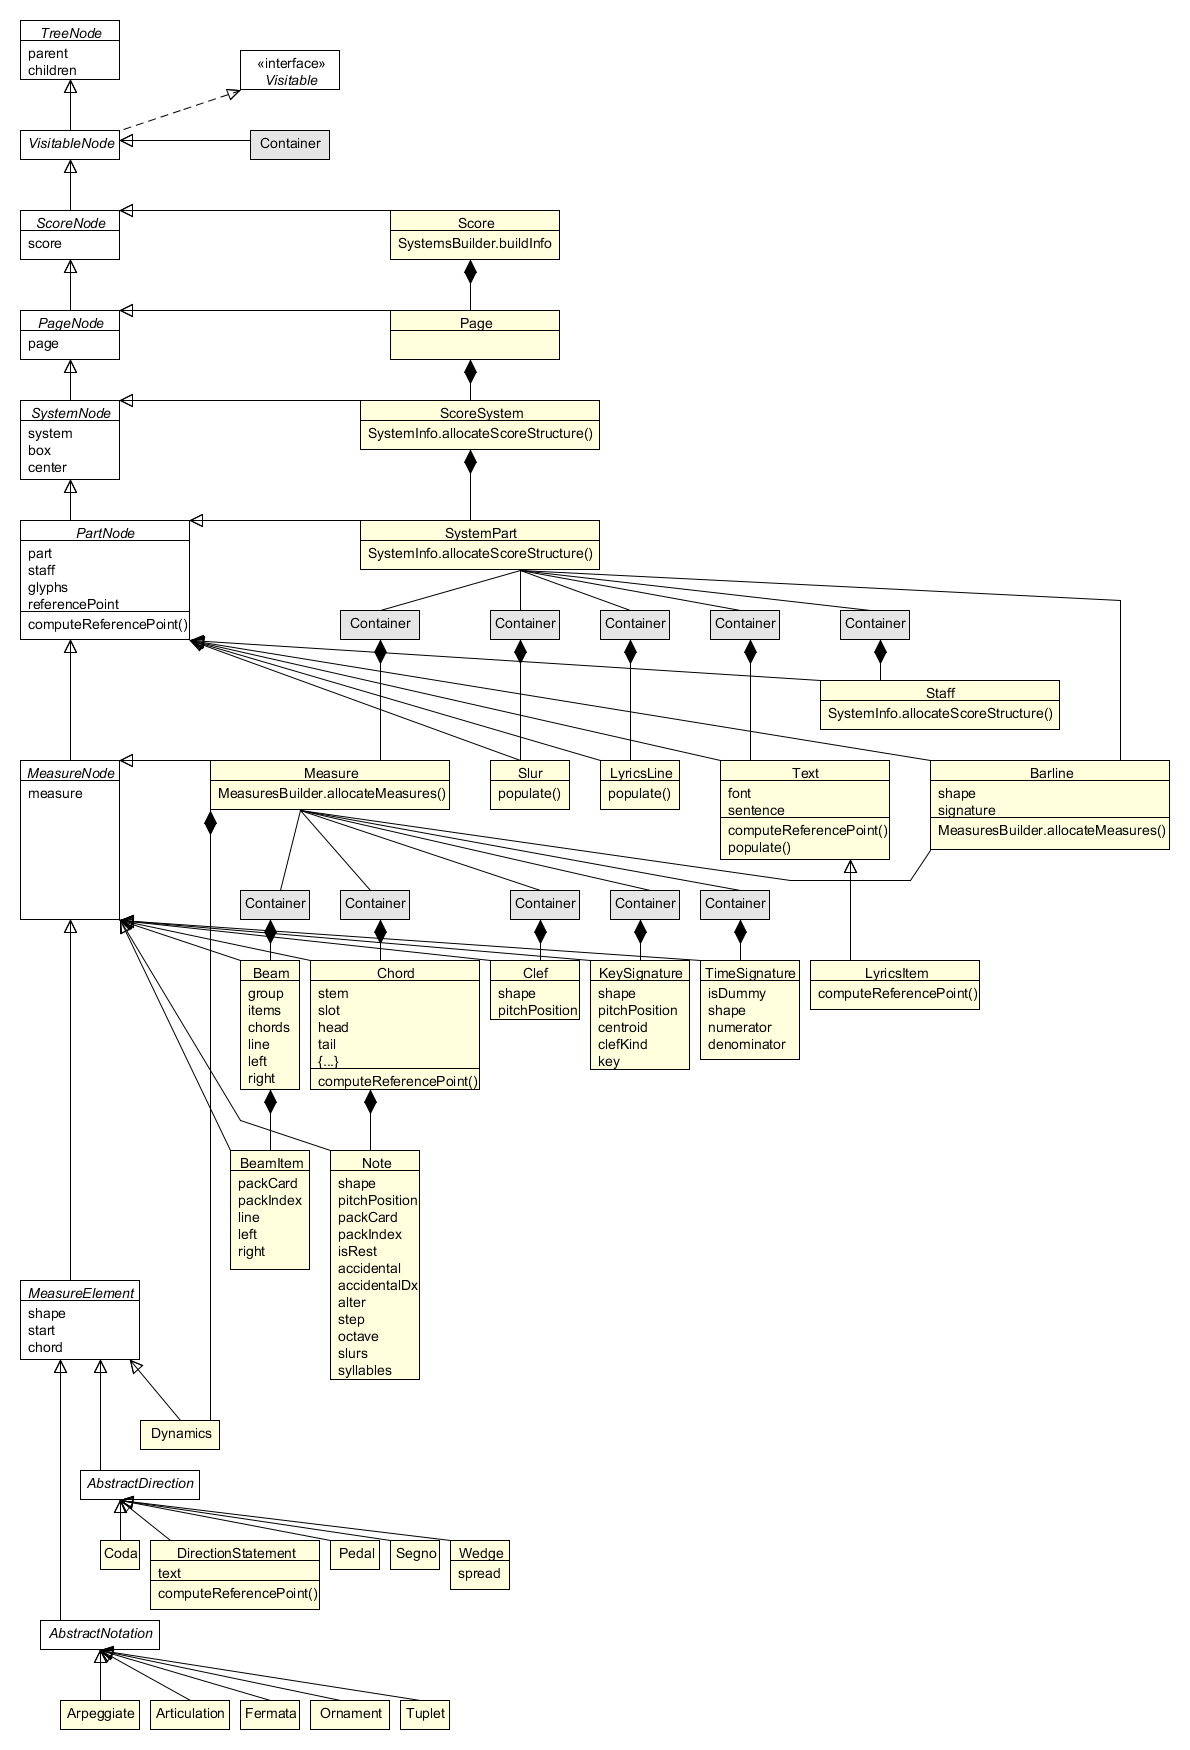 TreeNode
parent
children
«interface»
Visitable
VisitableNode
Container
ScoreNode
score
Score
SystemsBuilder.buildInfo
PageNode
page
Page
SystemNode
system
box
center
ScoreSystem
SystemInfo.allocateScoreStructure()
PartNode
part
staff
glyphs
referencePoint
computeReferencePoint()
SystemPart
SystemInfo.allocateScoreStructure()
Container
Container
Container
Container
Container
Staff
SystemInfo.allocateScoreStructure()
MeasureNode
measure
Measure
MeasuresBuilder.allocateMeasures()
Slur
populate()
LyricsLine
populate()
Text
font
sentence
computeReferencePoint()
populate()
Barline
shape
signature
MeasuresBuilder.allocateMeasures()
Container
Container
Container
Container
Container
Beam
group
items
chords
line
left
right
Chord
stem
slot
head
tail
{...}
computeReferencePoint()
Clef
shape
pitchPosition
KeySignature
shape
pitchPosition
centroid
clefKind
key
TimeSignature
isDummy
shape
numerator
denominator
LyricsItem
computeReferencePoint()
BeamItem
packCard
packIndex
line
left
right
Note
shape
pitchPosition
packCard
packIndex
isRest
accidental
accidentalDx
alter
step
octave
slurs
syllables
MeasureElement
shape
start
chord
Dynamics
AbstractDirection
Coda
DirectionStatement
text
computeReferencePoint()
Pedal
Segno
Wedge
spread
AbstractNotation
Arpeggiate
Articulation
Fermata
Ornament
Tuplet